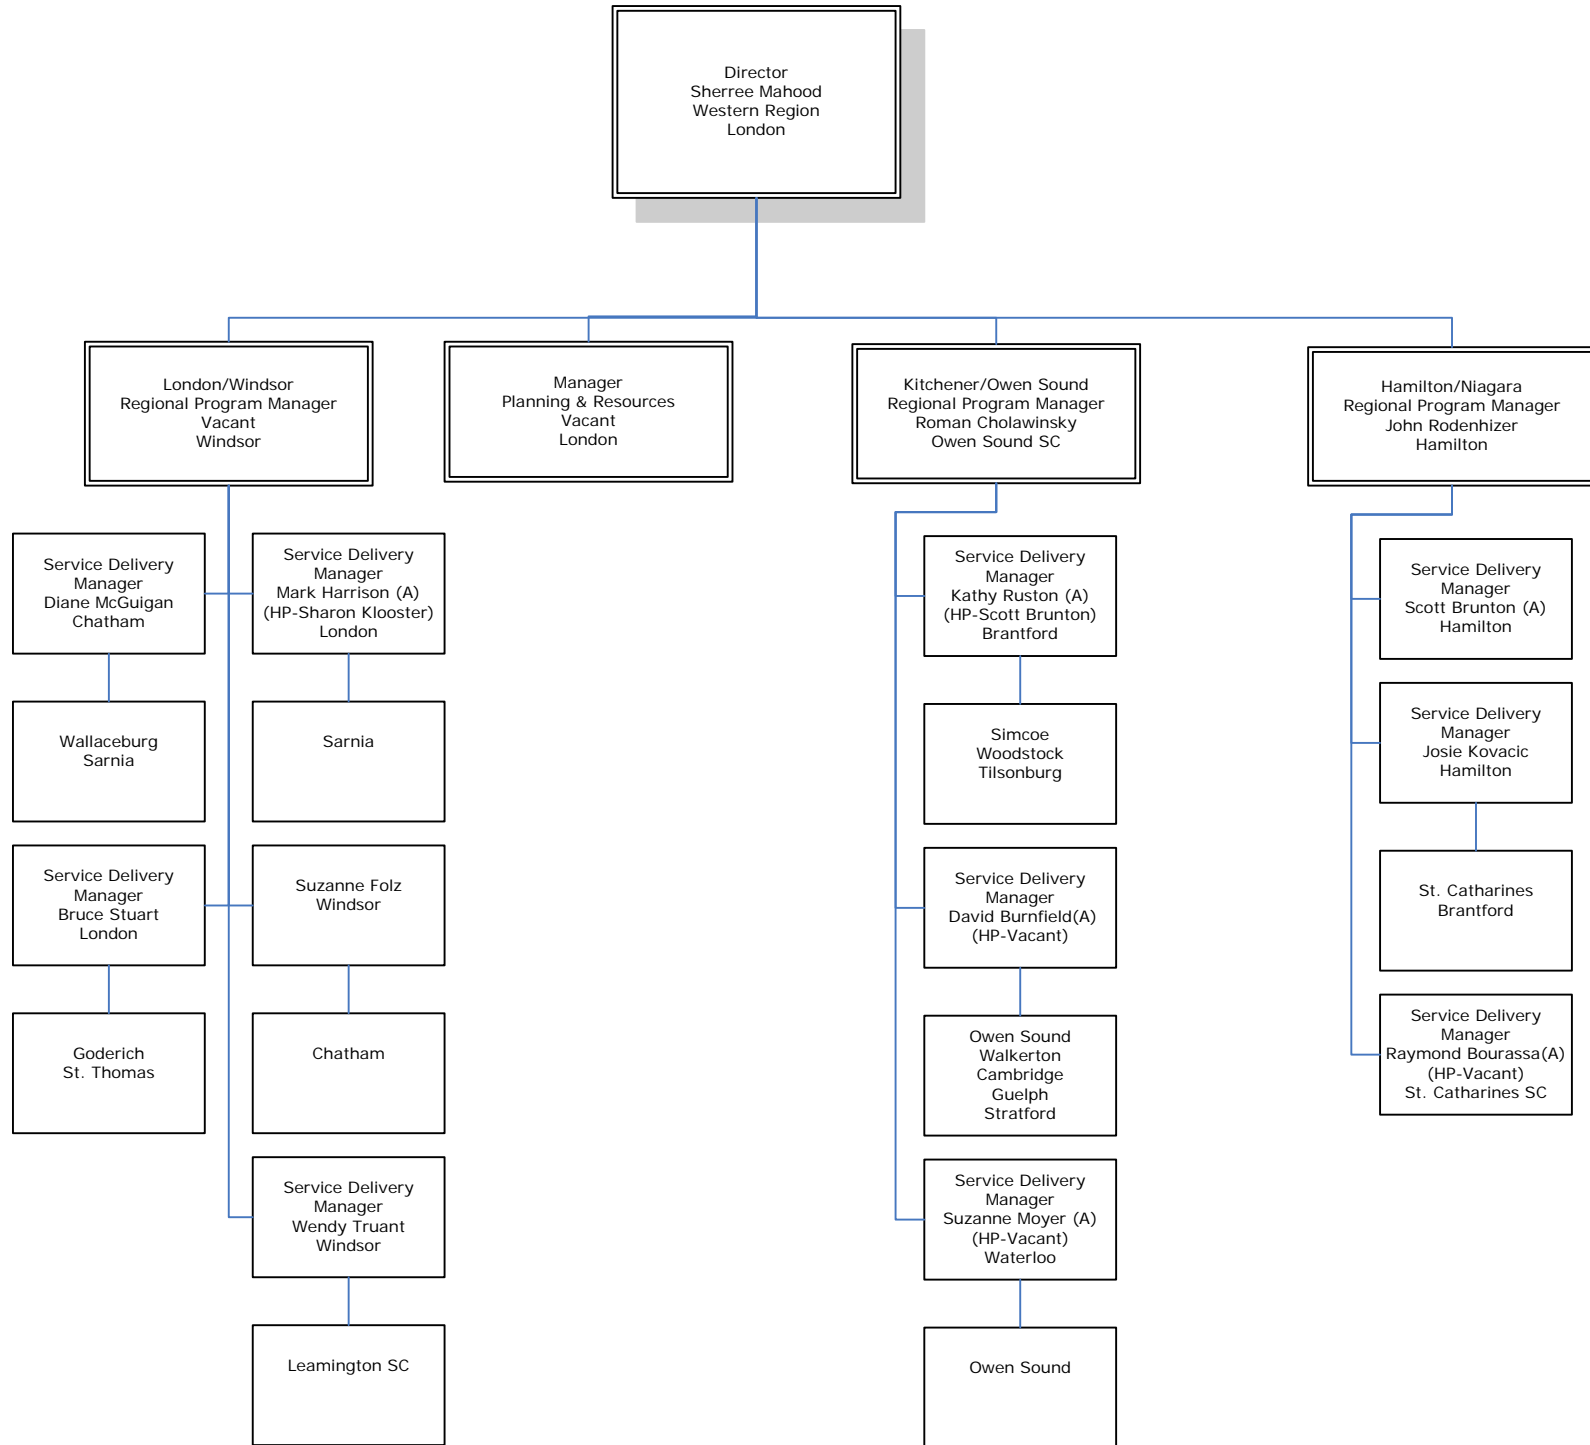 Director
Sherree Mahood
Western Region
London
London/Windsor
Regional Program Manager
Vacant
Windsor
Manager
Planning & Resources
Vacant
London
Kitchener/Owen Sound
Regional Program Manager
Roman Cholawinsky
Owen Sound SC
Hamilton/Niagara
Regional Program Manager
John Rodenhizer
Hamilton
Service Delivery
Manager
Diane McGuigan
Chatham
Service Delivery
Manager
Mark Harrison (A)
(HP-Sharon Klooster)
London
Wallaceburg
Sarnia
Sarnia
Service Delivery
Manager
Bruce Stuart
London
Suzanne Folz
Windsor
Goderich
St. Thomas
Chatham
Service Delivery
Manager
Wendy Truant
Windsor
Leamington SC
Service Delivery
Manager
Kathy Ruston (A)
(HP-Scott Brunton)
Brantford
Simcoe
Woodstock
Tilsonburg
Service Delivery
Manager
David Burnfield(A)
(HP-Vacant)
Owen Sound
Walkerton
Cambridge
Guelph
Stratford
Service Delivery
Manager
Suzanne Moyer (A)
(HP-Vacant)
Waterloo
Owen Sound
Service Delivery
Manager
Scott Brunton (A)
Hamilton
Service Delivery
Manager
Josie Kovacic
Hamilton
St. Catharines
Brantford
Service Delivery
Manager
Raymond Bourassa(A)
(HP-Vacant)
St. Catharines SC